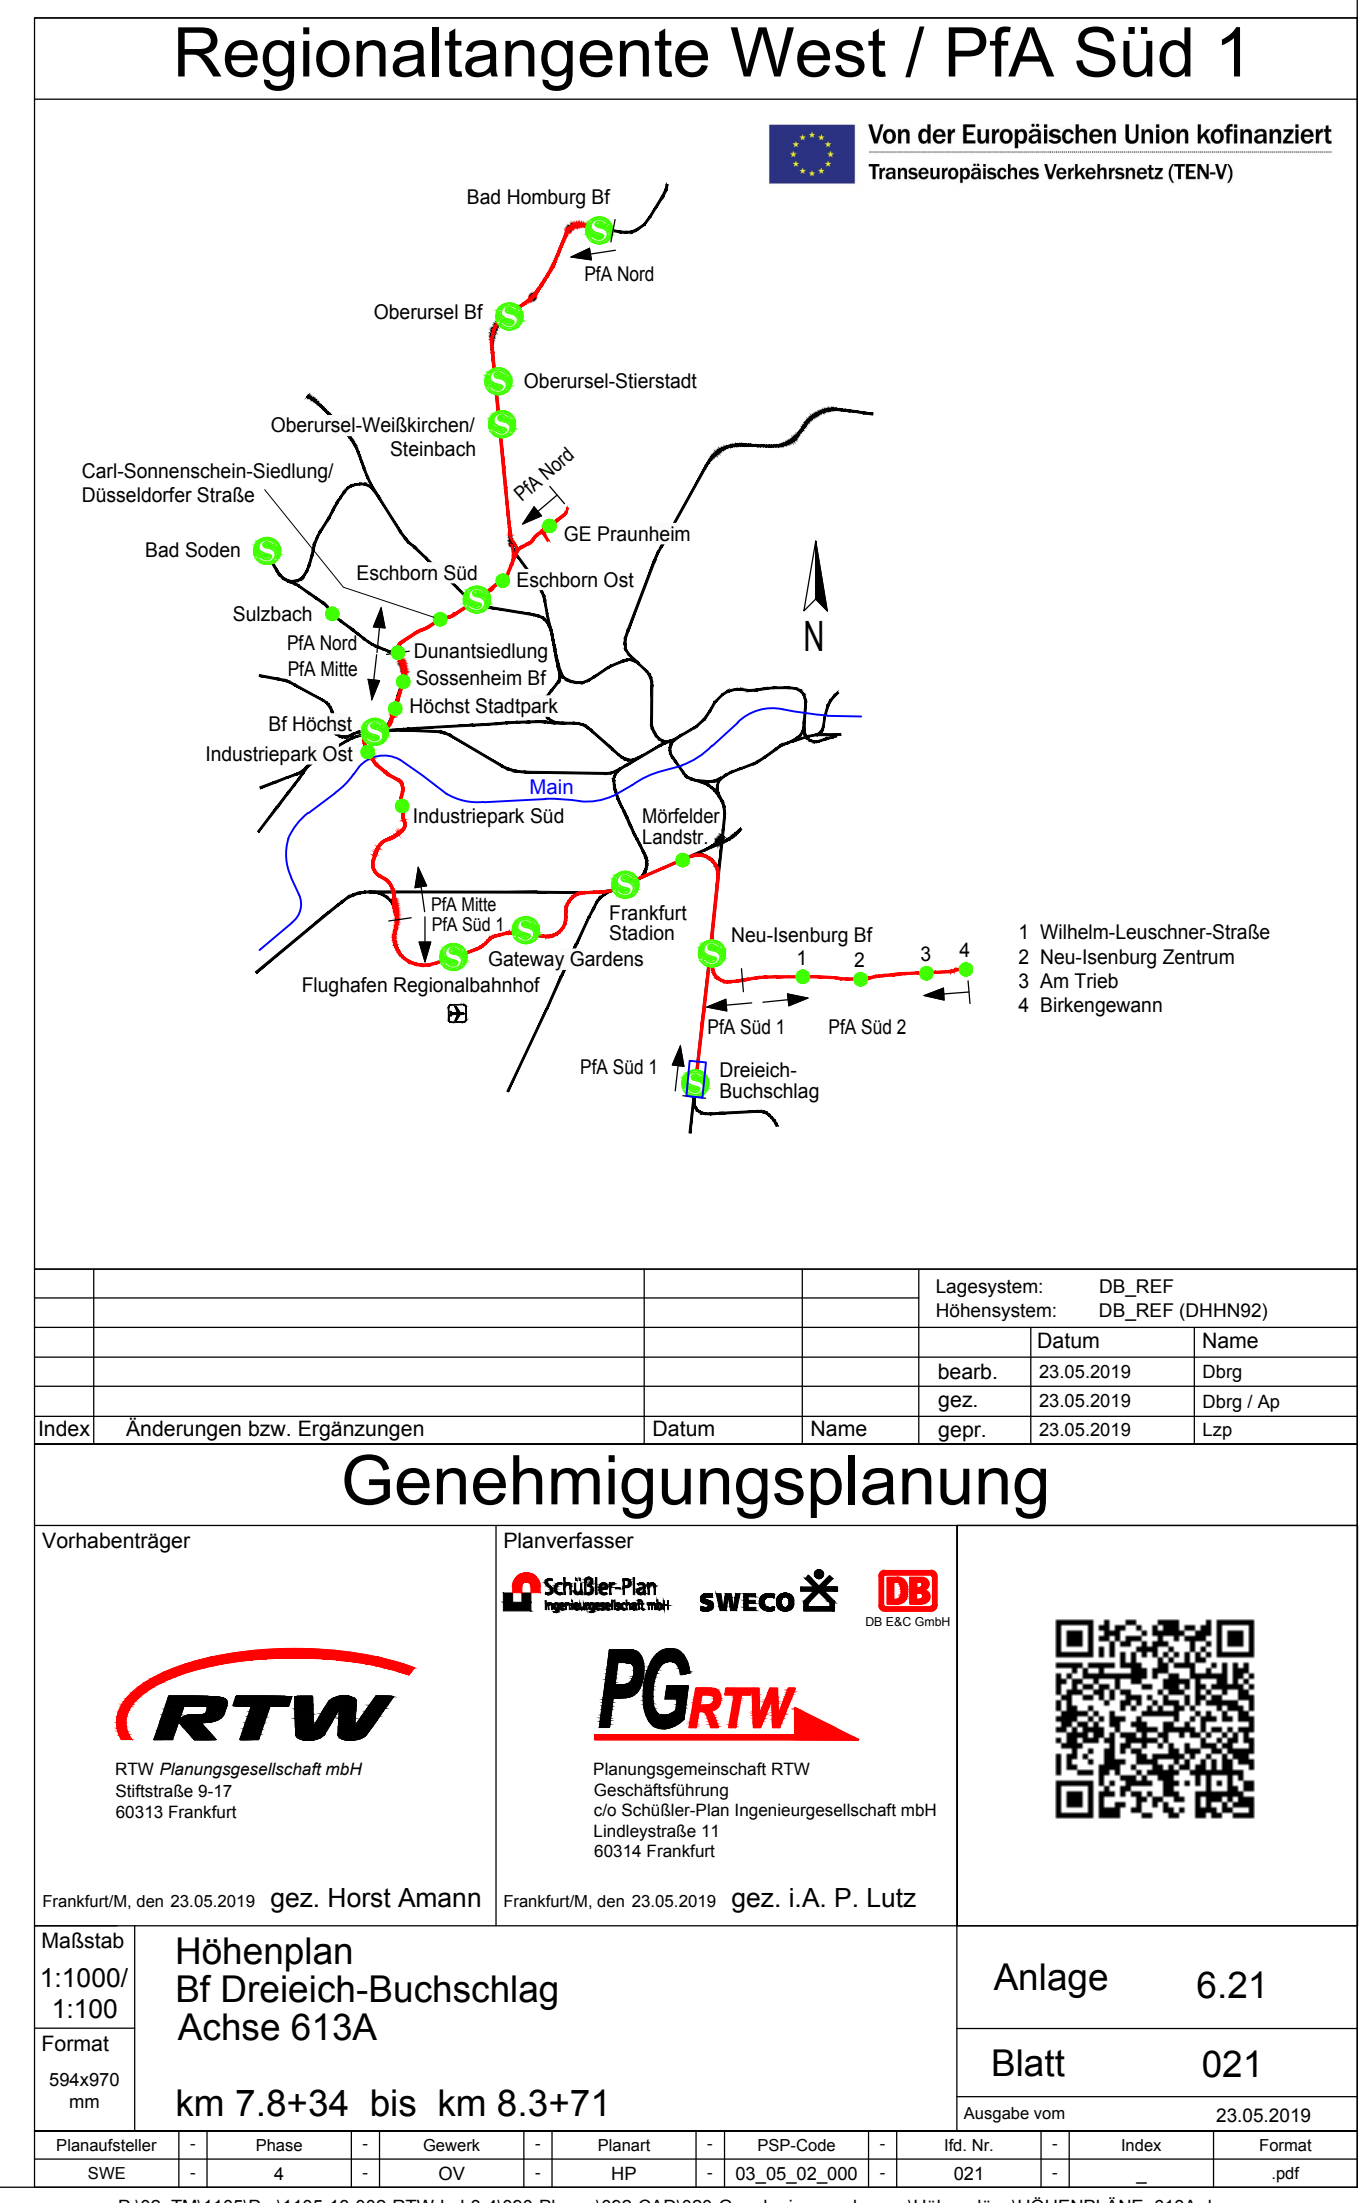 Regionaltangente West / PfA Süd 1
Von der Europäischen Union kofinanziert
Transeuropäisches Verkehrsnetz (TEN-V)
Bad Homburg Bf
PfA Nord
Oberursel Bf
Oberursel-Stierstadt
Oberursel-Weißkirchen/
Steinbach
Carl-Sonnenschein-Siedlung/
Düsseldorfer Straße
PfA Nord
GE Praunheim
Bad Soden
Eschborn Süd
Eschborn Ost
Sulzbach
PfA Nord
PfA Mitte
Dunantsiedlung
Sossenheim Bf
Höchst Stadtpark
Bf Höchst
Industriepark Ost
N
Main
Industriepark Süd
Mörfelder
Landstr.
PfA Mitte
PfA Süd 1
Frankfurt
Stadion
Gateway Gardens
Flughafen Regionalbahnhof
Neu-Isenburg Bf
1 2 3 4
1 Wilhelm-Leuschner-Straße
2 Neu-Isenburg Zentrum
3 Am Trieb
4 Birkengewann
PfA Süd 1 PfA Süd 2
PfA Süd 1
Dreieich-
Buchschlag
Lagesystem: DB_REF
Höhensystem: DB_REF (DHHN92)
Datum Name
bearb. 23.05.2019 Dbrg
gez. 23.05.2019 Dbrg / Ap
Index Änderungen bzw. Ergänzungen Datum Name gepr. 23.05.2019 Lzp
Genehmigungsplanung
Vorhabenträger
RTW
RTW Planungsgesellschaft mbH
Stiftstraße 9-17
60313 Frankfurt
Frankfurt/M, den 23.05.2019 gez. Horst Amann
Planverfasser
Schüßler-Plan
Ingenieurgesellschaft mbH
SWECO
DB
DB E&C GmbH
PG RTW
Planungsgemeinschaft RTW
Geschäftsführung
c/o Schüßler-Plan Ingenieurgesellschaft mbH
Lindleystraße 11
60314 Frankfurt
Frankfurt/M, den 23.05.2019 gez. i.A. P. Lutz
Maßstab
1:1000/
1:100
Format
594x970
mm
Höhenplan
Bf Dreieich-Buchschlag
Achse 613A
km 7.8+34 bis km 8.3+71
Anlage 6.21
Blatt 021
Ausgabe vom 23.05.2019
Planaufsteller - Phase - Gewerk - Planart - PSP-Code - lfd. Nr. - Index Format
SWE - 4 - OV - HP - 03_05_02_000 - 021 - _ .pdf